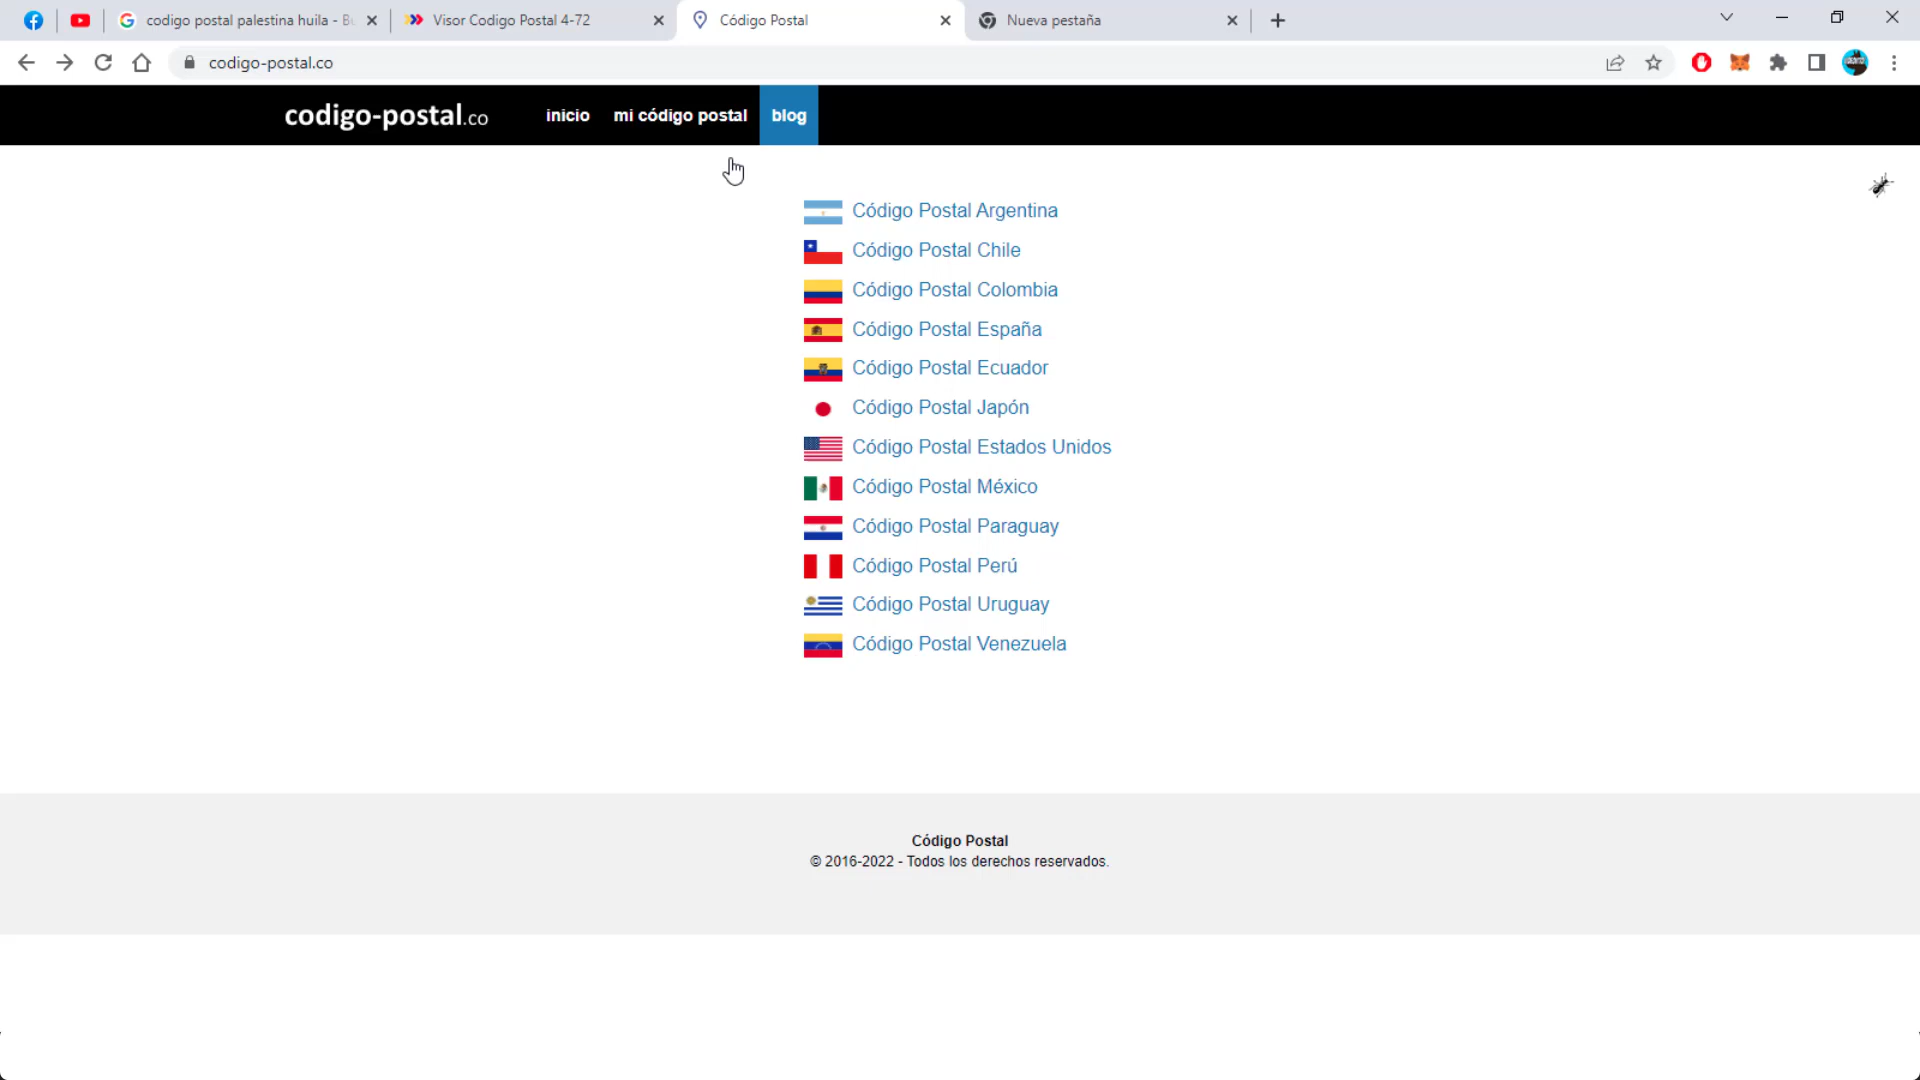 codigo postal palestina huila - Bu
Visor Codigo Postal 4-72
Código Postal
Nueva pestaña
codigo-postal.co
codigo-postal.co
inicio
mi código postal
blog
Código Postal Argentina
Código Postal Chile
Código Postal Colombia
Código Postal España
Código Postal Ecuador
Código Postal Japón
Código Postal Estados Unidos
Código Postal México
Código Postal Paraguay
Código Postal Perú
Código Postal Uruguay
Código Postal Venezuela
Código Postal
© 2016-2022 - Todos los derechos reservados.